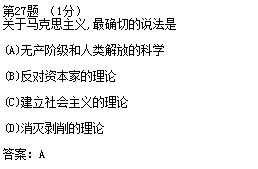 第27题 (1分)
关于马克思主义,最确切的说法是
(A)无产阶级和人类解放的科学
(B)反对资本家的理论
(C)建立社会主义的理论
(D)消灭剥削的理论
答案: A